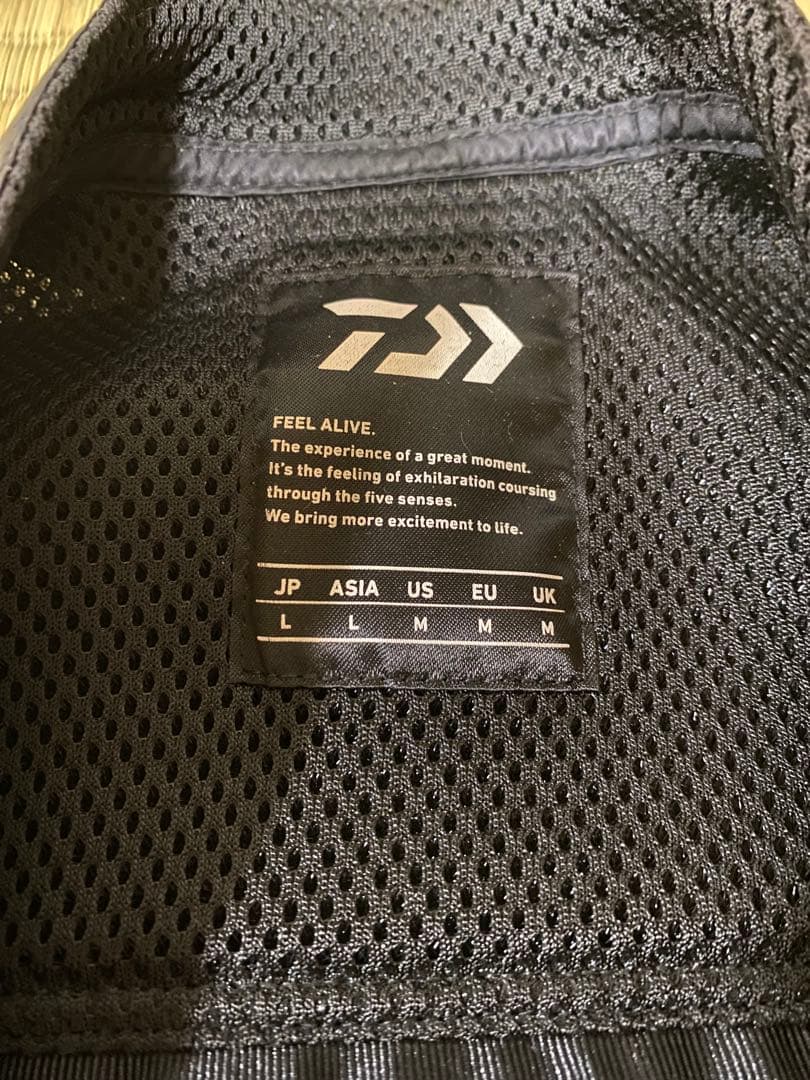 FEEL ALIVE.
The experience of a great moment.
It's the feeling of exhilaration coursing
through the five senses.
We bring more excitement to life.
JP ASIA US EU UK
L L M M M